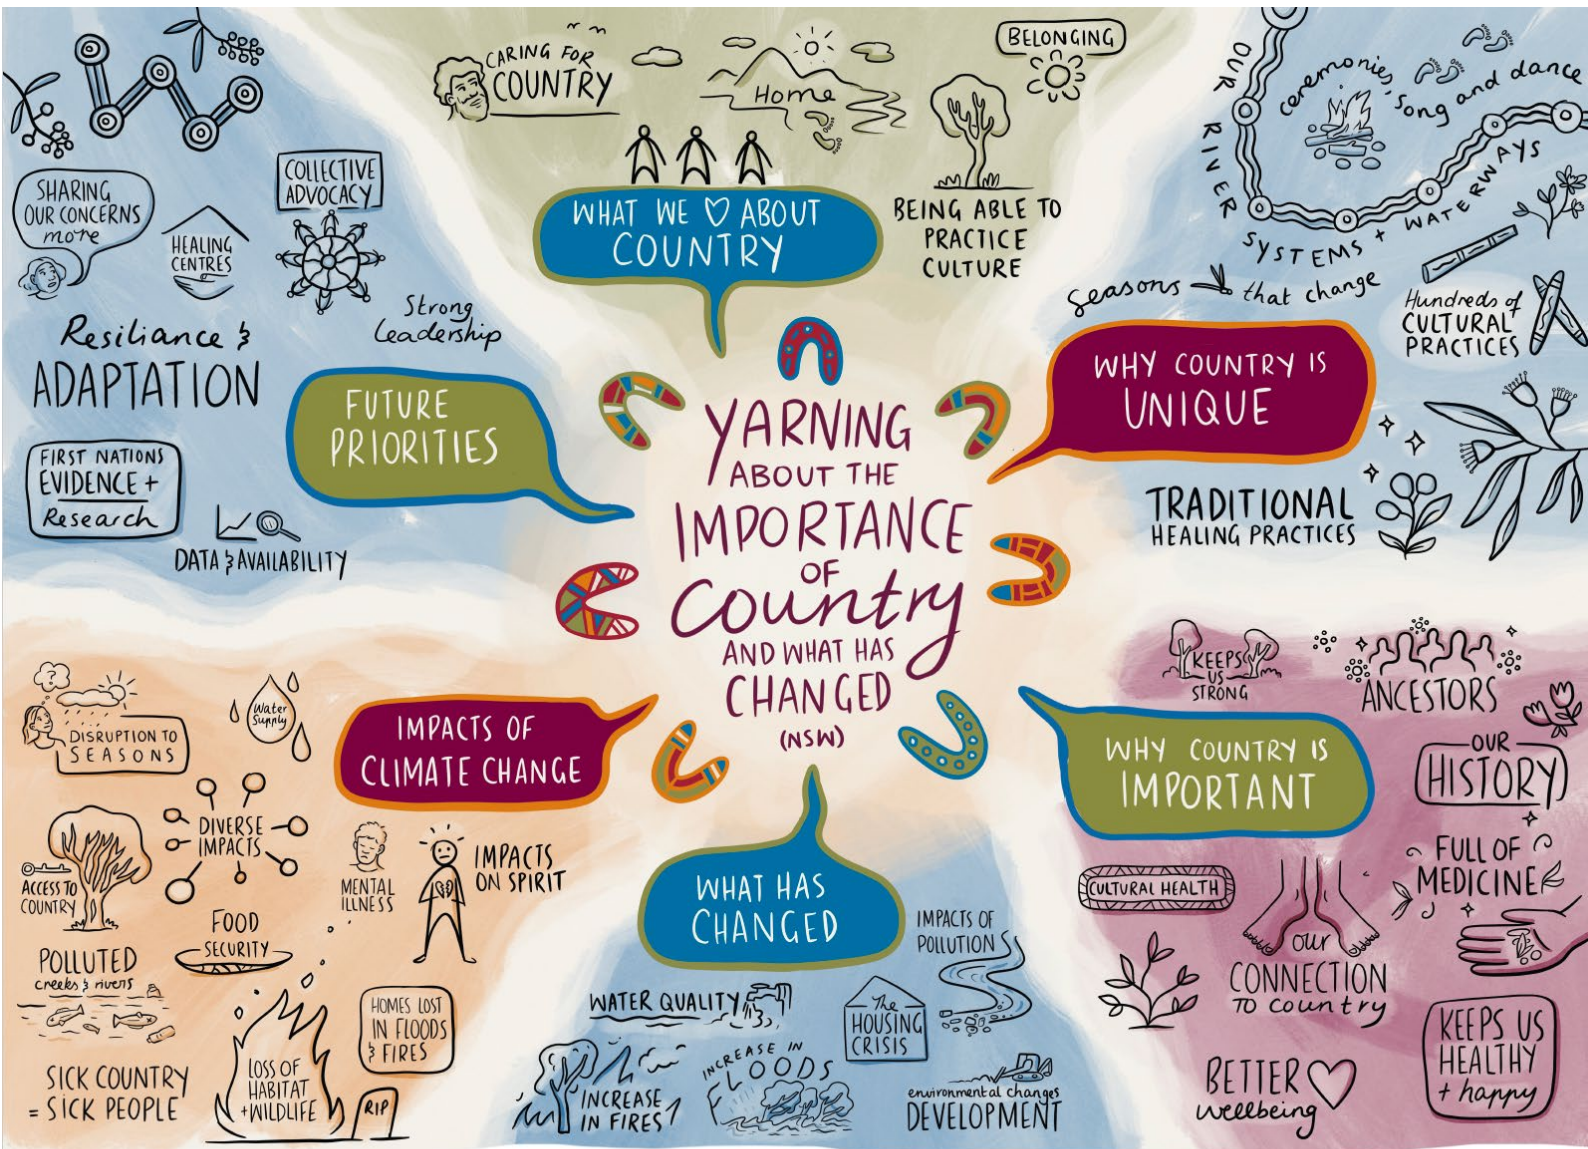 YARNING
ABOUT THE
IMPORTANCE
OF
Country
AND WHAT HAS
CHANGED
(NSW)
WHAT WE ♡ ABOUT
COUNTRY
CARING FOR
COUNTRY
Home
BELONGING
BEING ABLE TO
PRACTICE
CULTURE
WHY COUNTRY IS
UNIQUE
OUR RIVER SYSTEMS + WATERWAYS
ceremonies, song and dance
Seasons that change
Hundreds of
CULTURAL
PRACTICES
TRADITIONAL
HEALING PRACTICES
WHY COUNTRY IS
IMPORTANT
KEEPS
US
STRONG
ANCESTORS
OUR
HISTORY
FULL OF
MEDICINE
CULTURAL HEALTH
our
CONNECTION
TO country
BETTER
wellbeing
KEEPS US
HEALTHY
+ happy
WHAT HAS
CHANGED
IMPACTS OF
POLLUTION
WATER QUALITY
The
HOUSING
CRISIS
INCREASE
IN FIRES
INCREASE IN
FLOODS
environmental changes
DEVELOPMENT
IMPACTS OF
CLIMATE CHANGE
?
DISRUPTION TO
SEASONS
Water
Supply
DIVERSE
IMPACTS
ACCESS TO
COUNTRY
MENTAL
ILLNESS
IMPACTS
ON SPIRIT
FOOD
SECURITY
POLLUTED
creeks & rivers
HOMES LOST
IN FLOODS
& FIRES
SICK COUNTRY
= SICK PEOPLE
LOSS OF
HABITAT
+ WILDLIFE
RIP
FUTURE
PRIORITIES
SHARING
OUR CONCERNS
more
HEALING
CENTRES
COLLECTIVE
ADVOCACY
Strong
Leadership
Resiliance &
ADAPTATION
FIRST NATIONS
EVIDENCE +
Research
DATA & AVAILABILITY